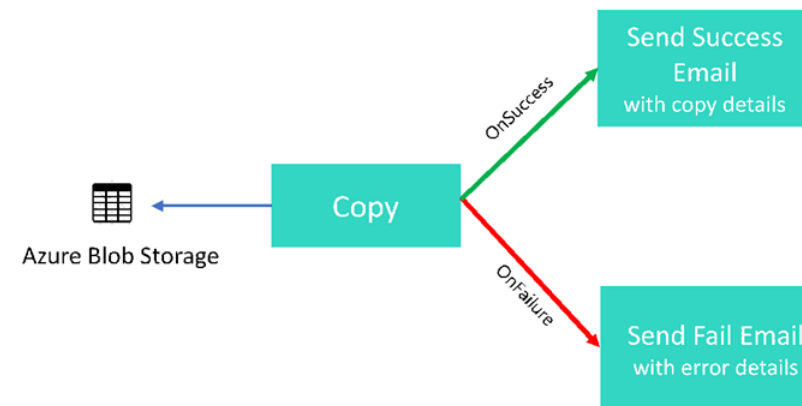 Send Success
Email
with copy details
OnSuccess
Copy
Azure Blob Storage
OnFailure
Send Fail Email
with error details